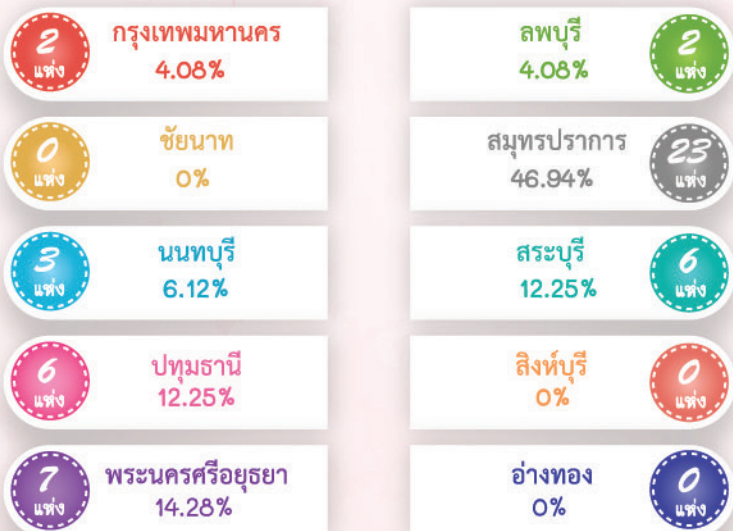 2
แห่ง
กรุงเทพมหานคร
4.08%
ลพบุรี
4.08%
2
แห่ง
0
แห่ง
ชัยนาท
0%
สมุทรปราการ
46.94%
23
แห่ง
3
แห่ง
นนทบุรี
6.12%
สระบุรี
12.25%
6
แห่ง
6
แห่ง
ปทุมธานี
12.25%
สิงห์บุรี
0%
0
แห่ง
7
แห่ง
พระนครศรีอยุธยา
14.28%
อ่างทอง
0%
0
แห่ง